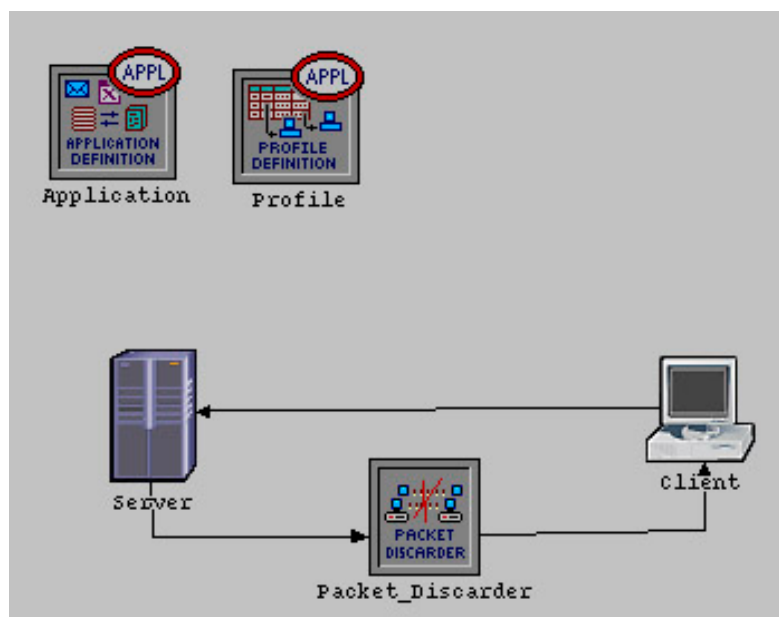 APPL
APPLICATION
DEFINITION
Application
APPL
PROFILE
DEFINITION
Profile
Server
Client
PACKET
DISCARDER
Packet_Discarder